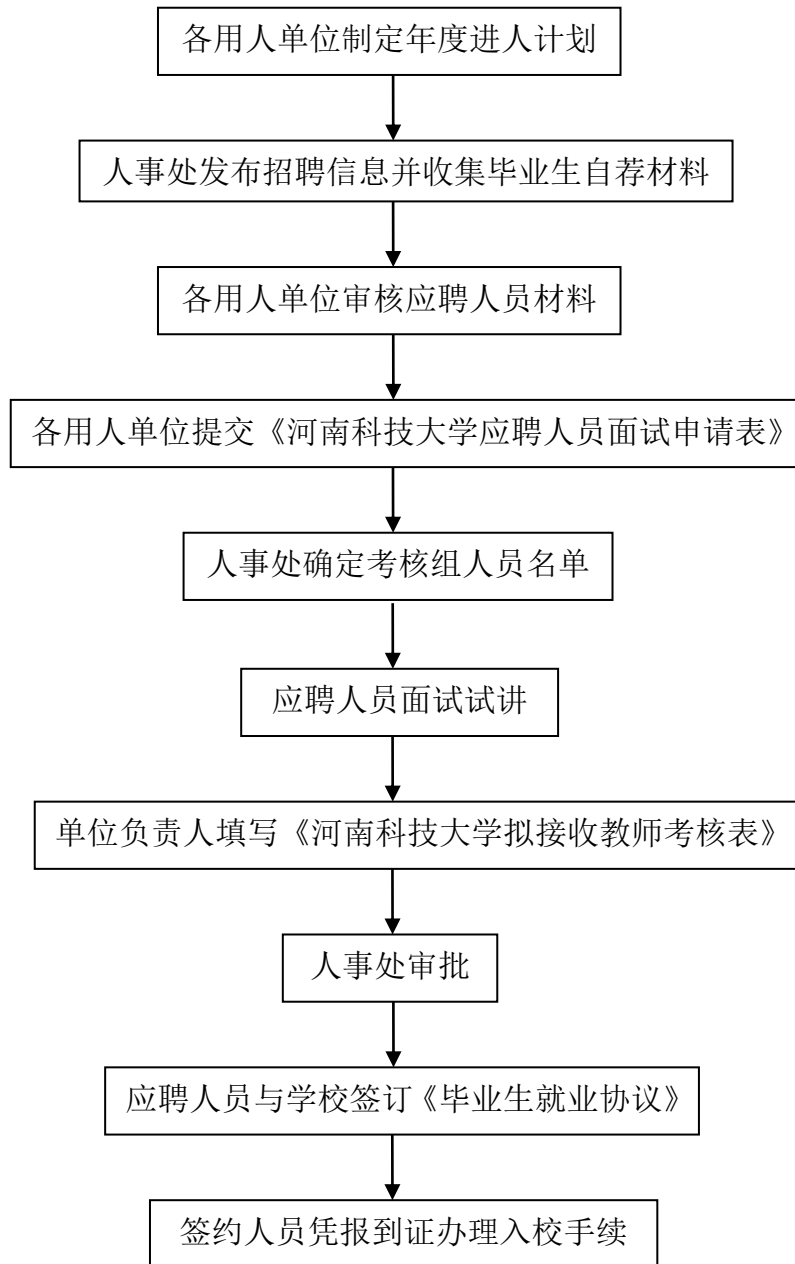 各用人单位制定年度进人计划
人事处发布招聘信息并收集毕业生自荐材料
各用人单位审核应聘人员材料
各用人单位提交《河南科技大学应聘人员面试申请表》
人事处确定考核组人员名单
应聘人员面试试讲
单位负责人填写《河南科技大学拟接收教师考核表》
人事处审批
应聘人员与学校签订《毕业生就业协议》
签约人员凭报到证办理入校手续